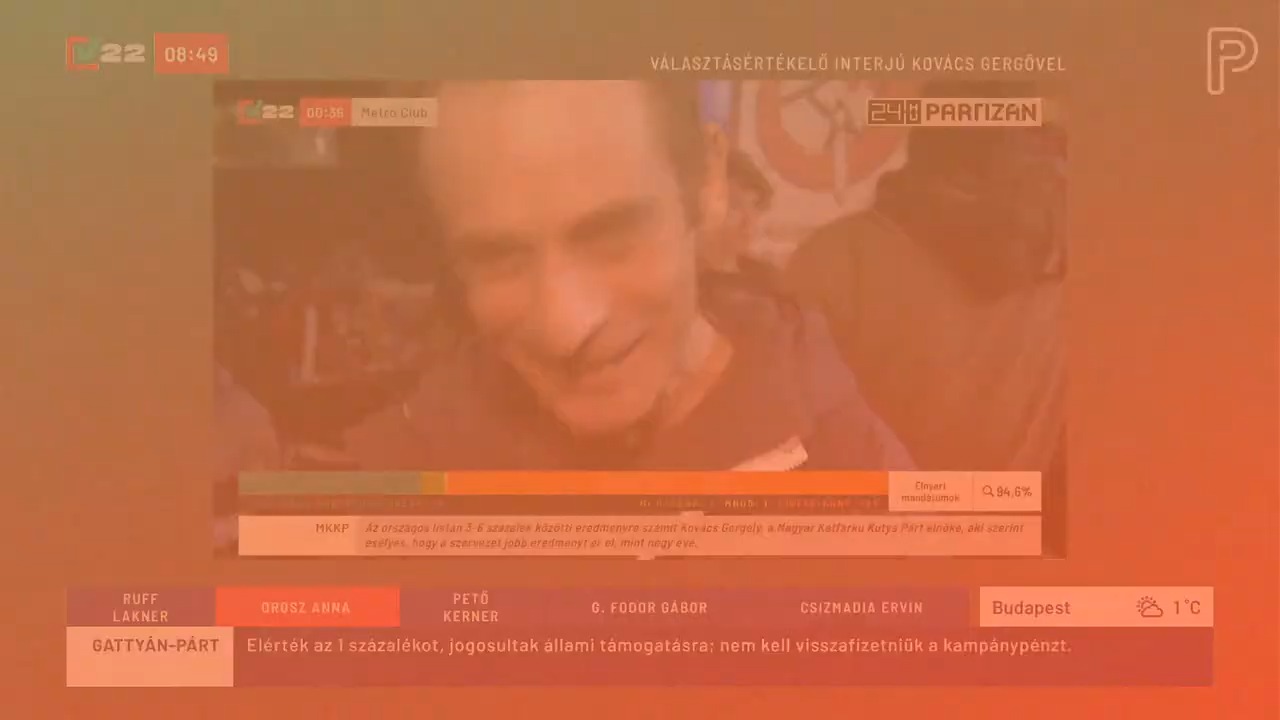 22 08:49
VÁLASZTÁSÉRTÉKELŐ INTERJÚ KOVÁCS GERGŐVEL
P
22 00:36 Metro Club
24H PARTIZÁN
Elnyert
mandátumok
94,6%
MKKP
Az országos listán 3-6 százalék közötti eredményre számít Kovács Gergely, a Magyar Kétfarkú Kutya Párt elnöke, aki szerint
esélyes, hogy a szervezet jobb eredményt ér el, mint négy éve.
RUFF
LAKNER
OROSZ ANNA
PETŐ
KERNER
G. FODOR GÁBOR
CSIZMADIA ERVIN
Budapest 1°C
GATTYÁN-PÁRT
Elérték az 1 százalékot, jogosultak állami támogatásra; nem kell visszafizetniük a kampánypénzt.